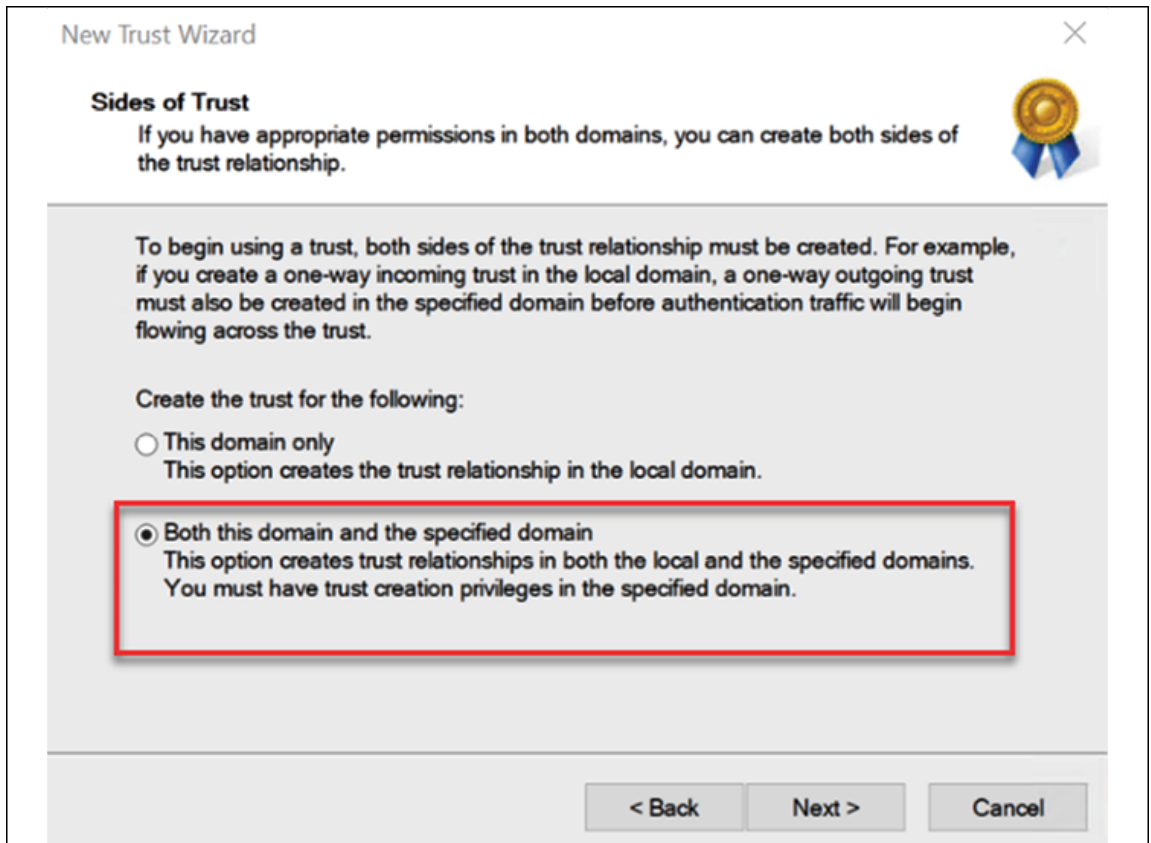 New Trust Wizard
Sides of Trust
If you have appropriate permissions in both domains, you can create both sides of
the trust relationship.
To begin using a trust, both sides of the trust relationship must be created. For example,
if you create a one-way incoming trust in the local domain, a one-way outgoing trust
must also be created in the specified domain before authentication traffic will begin
flowing across the trust.
Create the trust for the following:
This domain only
This option creates the trust relationship in the local domain.
Both this domain and the specified domain
This option creates trust relationships in both the local and the specified domains.
You must have trust creation privileges in the specified domain.
< Back
Next >
Cancel